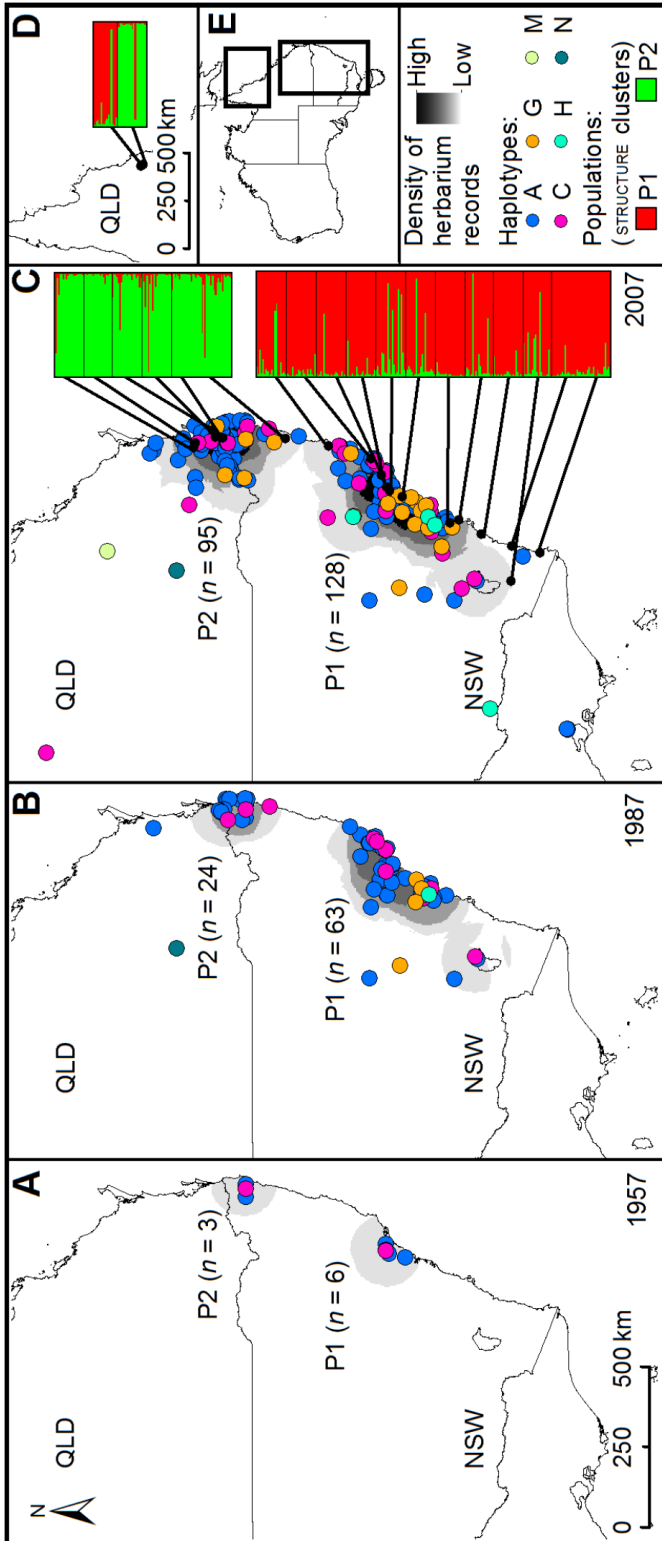 A
N
QLD
P2 (n = 3)
P1 (n = 6)
NSW
1957
0 250 500 km
B
QLD
P2 (n = 24)
P1 (n = 63)
NSW
1987
C
QLD
P2 (n = 95)
P1 (n = 128)
NSW
2007
D
QLD
0 250 500 km
E
Density of
herbarium
records
High
Low
Haplotypes:
A G M
C H N
Populations:
(STRUCTURE clusters)
P1 P2